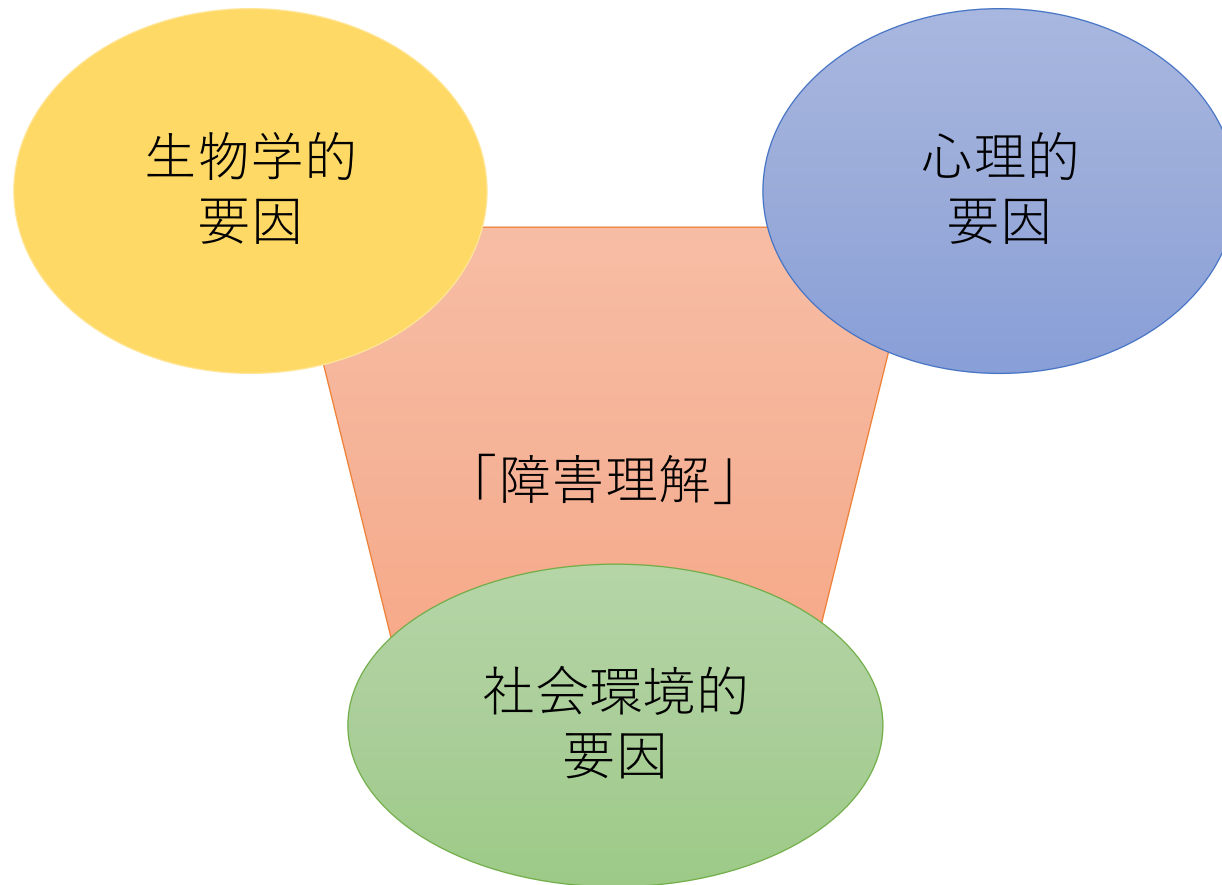 生物学的
要因
心理的
要因
「障害理解」
社会環境的
要因